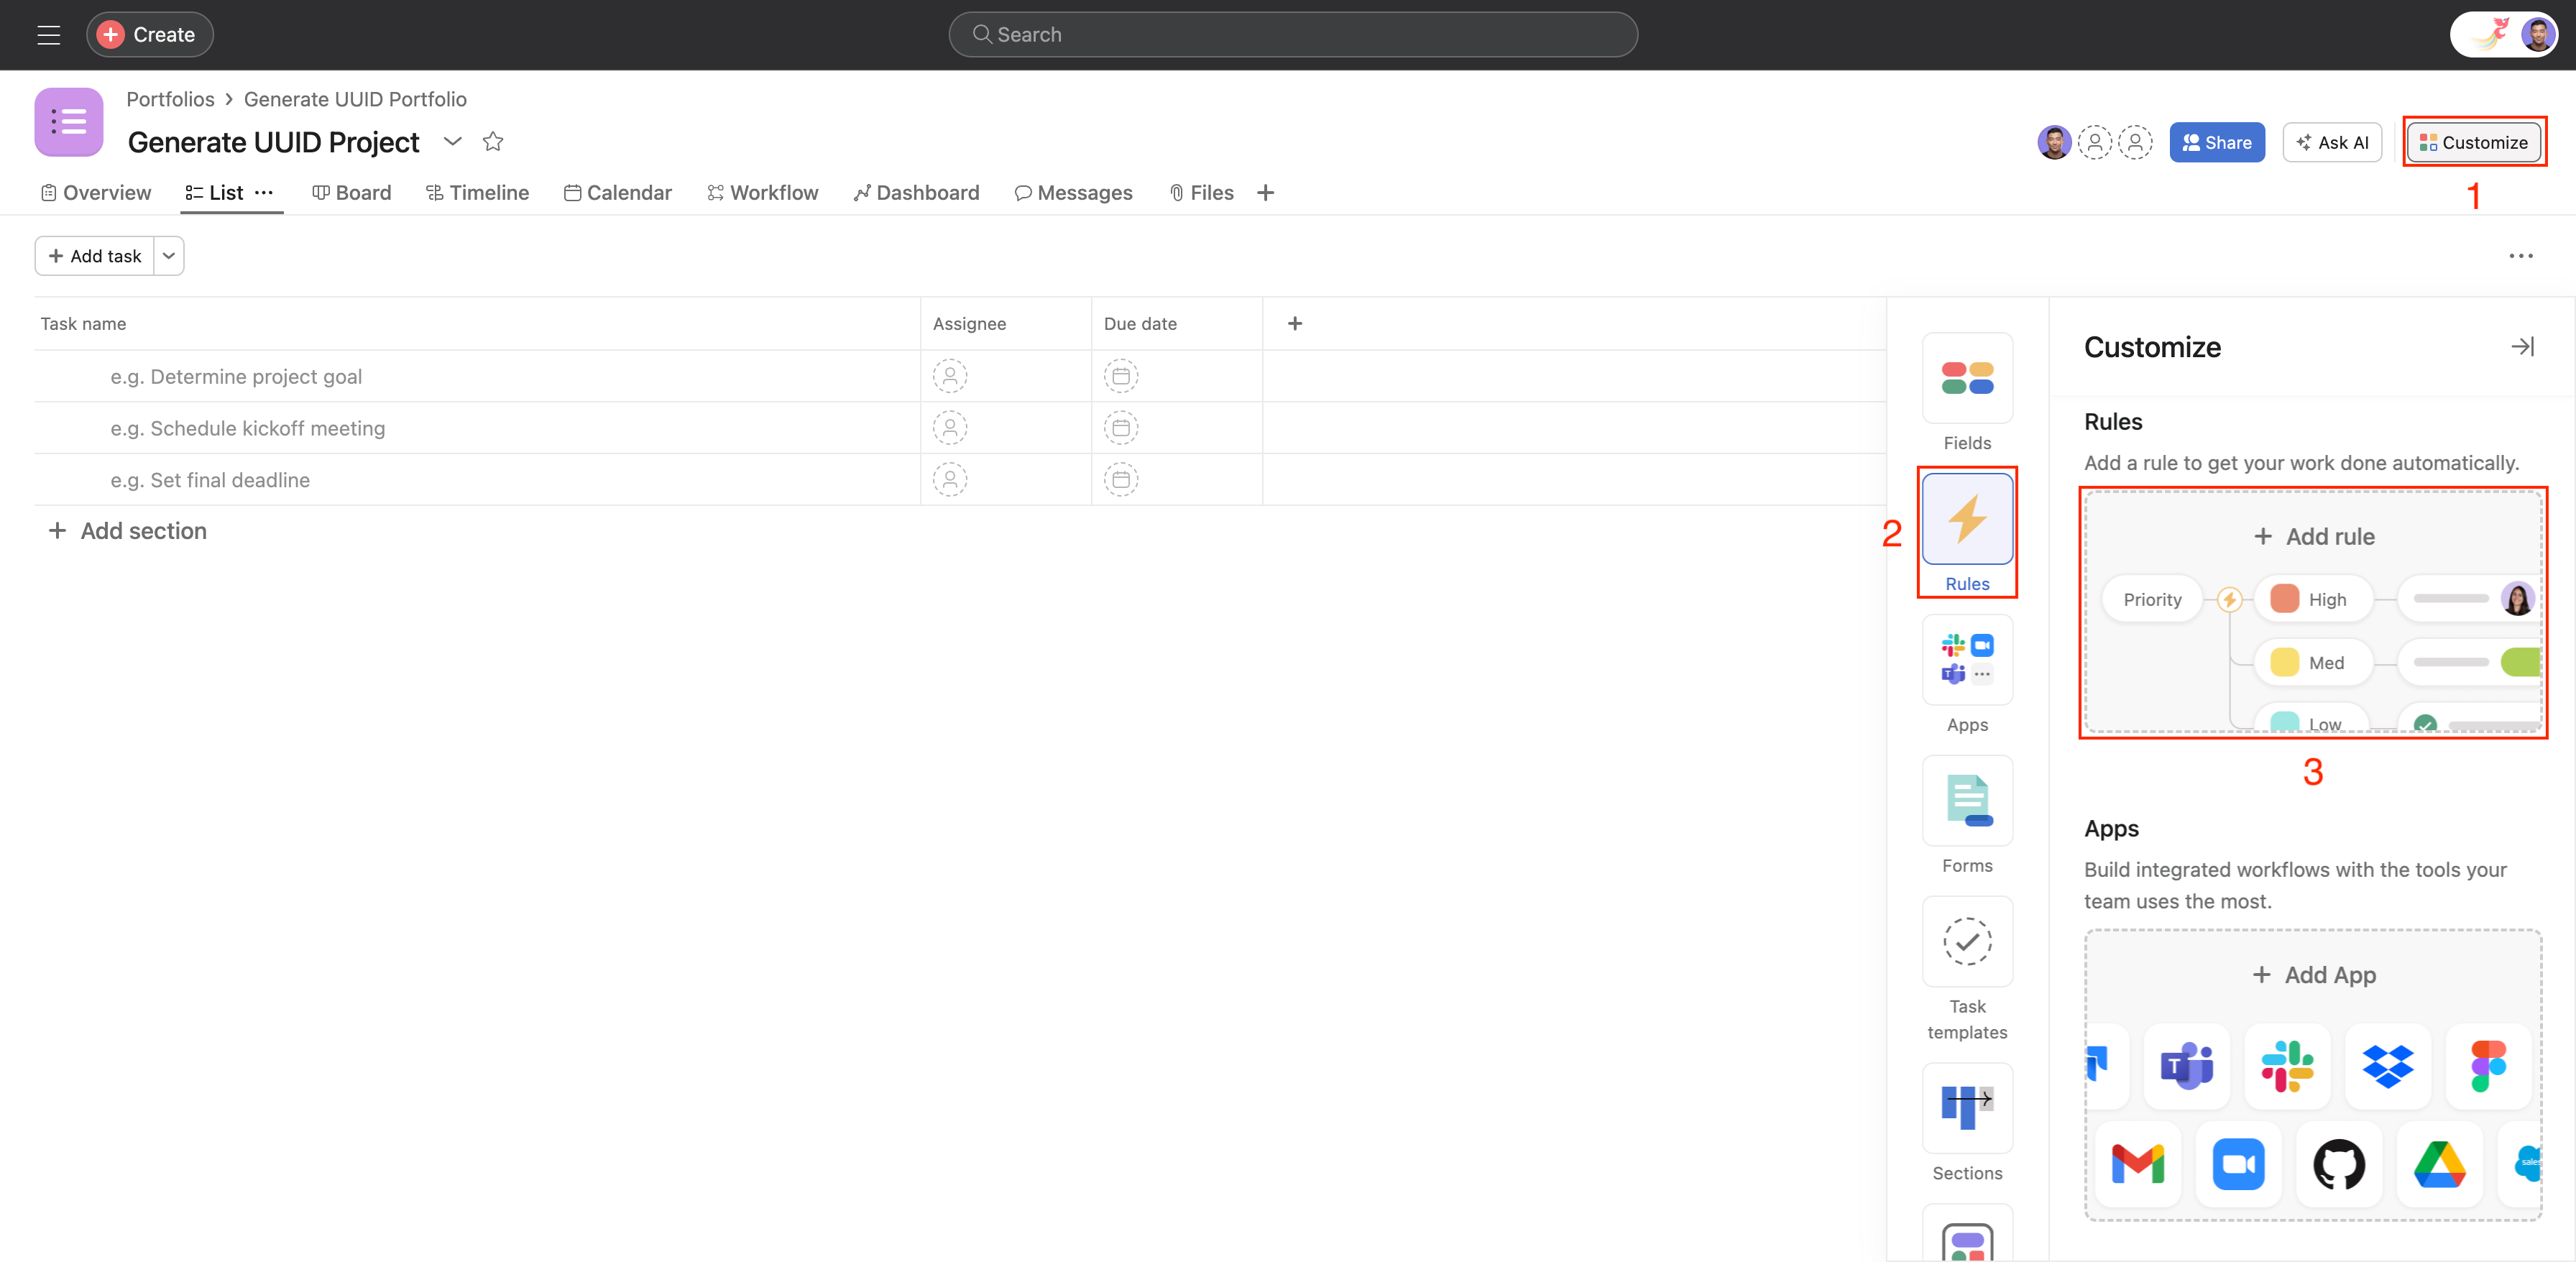 Create
Search
Portfolios › Generate UUID Portfolio
Generate UUID Project
Share
Ask AI
Customize
1
Overview
List
Board
Timeline
Calendar
Workflow
Dashboard
Messages
Files
Add task
Task name
Assignee
Due date
e.g. Determine project goal
e.g. Schedule kickoff meeting
e.g. Set final deadline
Add section
Fields
2
Rules
Apps
Forms
Task
templates
Sections
Customize
Rules
Add a rule to get your work done automatically.
Add rule
Priority
High
Med
Low
3
Apps
Build integrated workflows with the tools your
team uses the most.
Add App
T